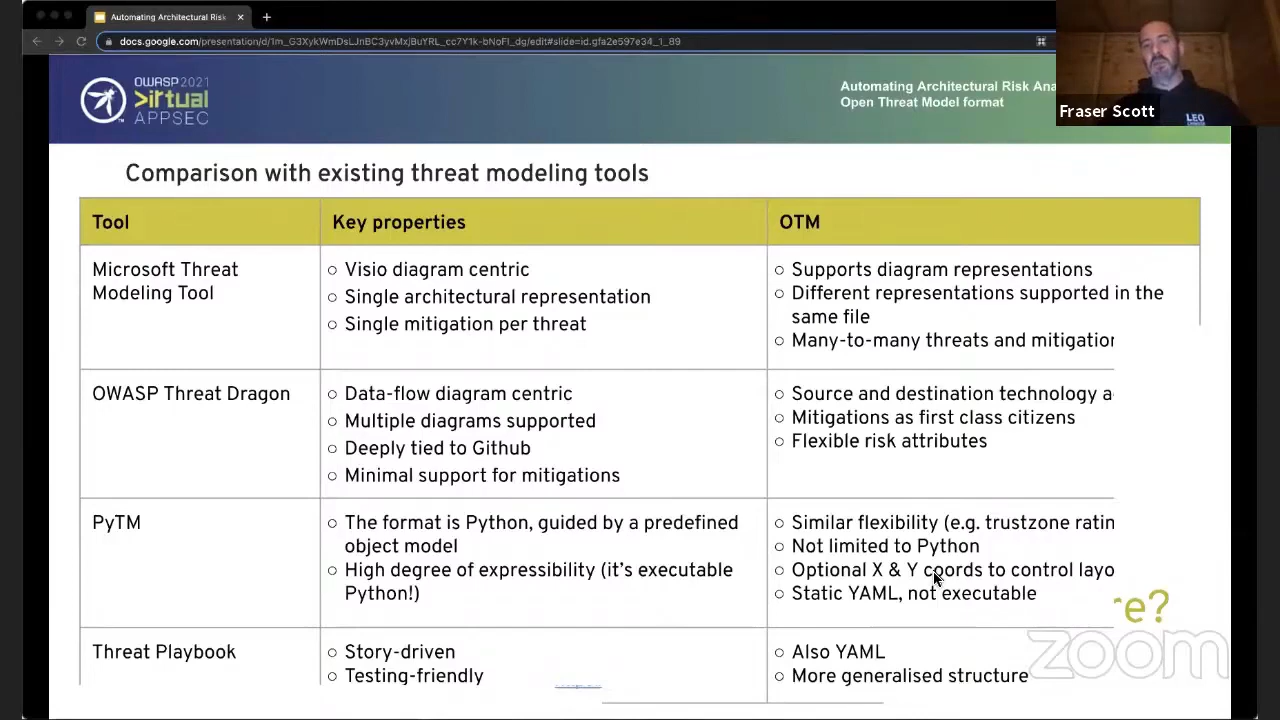 Automating Architectural Risk
docs.google.com/presentation/d/1m_G3XykWmDsLJnBC3yvMxjBuYRL_cc7Y1k-bNoFI_dg/edit#slide=id.gfa2e597e34_1_89
OWASP 2021
Virtual
APPSEC
Automating Architectural Risk Ana
Open Threat Model format
Fraser Scott
LEO
Comparison with existing threat modeling tools
Tool
Key properties
OTM
Microsoft Threat
Modeling Tool
○ Visio diagram centric
○ Single architectural representation
○ Single mitigation per threat
○ Supports diagram representations
○ Different representations supported in the
same file
○ Many-to-many threats and mitigation
OWASP Threat Dragon
○ Data-flow diagram centric
○ Multiple diagrams supported
○ Deeply tied to Github
○ Minimal support for mitigations
○ Source and destination technology a
○ Mitigations as first class citizens
○ Flexible risk attributes
PyTM
○ The format is Python, guided by a predefined
object model
○ High degree of expressibility (it's executable
Python!)
○ Similar flexibility (e.g. trustzone ratin
○ Not limited to Python
○ Optional X & Y coords to control layo
○ Static YAML, not executable
re?
Threat Playbook
○ Story-driven
○ Testing-friendly
○ Also YAML
○ More generalised structure
zoom